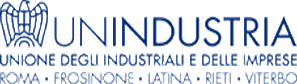 UNINDUSTRIA
UNIONE DEGLI INDUSTRIALI E DELLE IMPRESE
ROMA • FROSINONE • LATINA • RIETI • VITERBO